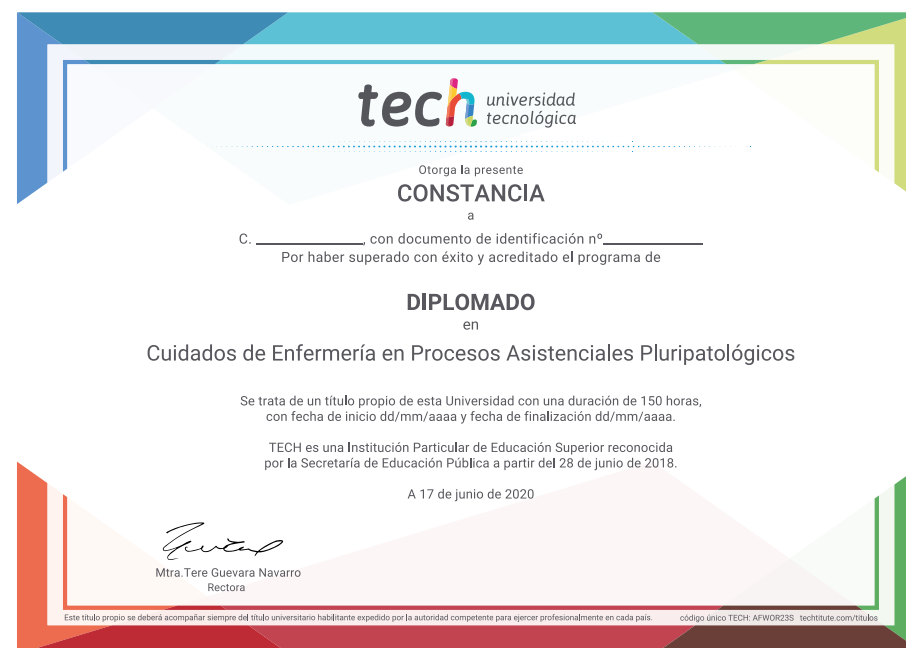 tech universidad
tecnológica
Otorga la presente
CONSTANCIA
a
C. ______________, con documento de identificación nº_____________
Por haber superado con éxito y acreditado el programa de
DIPLOMADO
en
Cuidados de Enfermería en Procesos Asistenciales Pluripatológicos
Se trata de un título propio de esta Universidad con una duración de 150 horas,
con fecha de inicio dd/mm/aaaa y fecha de finalización dd/mm/aaaa.
TECH es una Institución Particular de Educación Superior reconocida
por la Secretaría de Educación Pública a partir del 28 de junio de 2018.
A 17 de junio de 2020
Mtra.Tere Guevara Navarro
Rectora
Este título propio se deberá acompañar siempre del título universitario habilitante expedido por la autoridad competente para ejercer profesionalmente en cada país. código único TECH: AFWOR23S techtitute.com/titulos